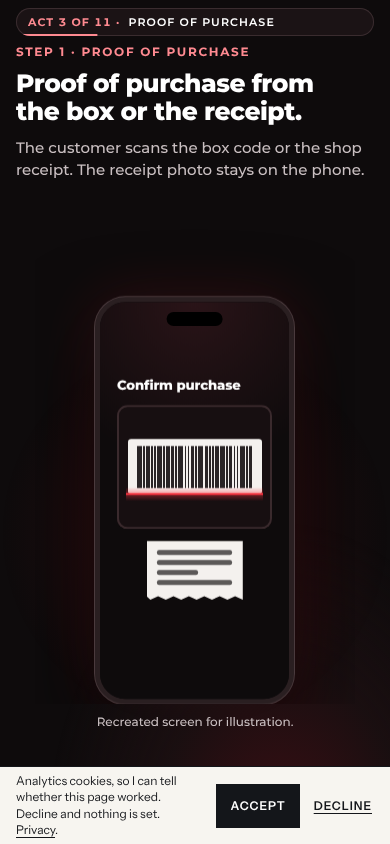 ACT 3 OF 11 · PROOF OF PURCHASE
STEP 1 · PROOF OF PURCHASE
Proof of purchase from
the box or the receipt.
The customer scans the box code or the shop
receipt. The receipt photo stays on the phone.
Confirm purchase
Recreated screen for illustration.
Analytics cookies, so I can tell
whether this page worked.
Decline and nothing is set.
Privacy.
ACCEPT
DECLINE